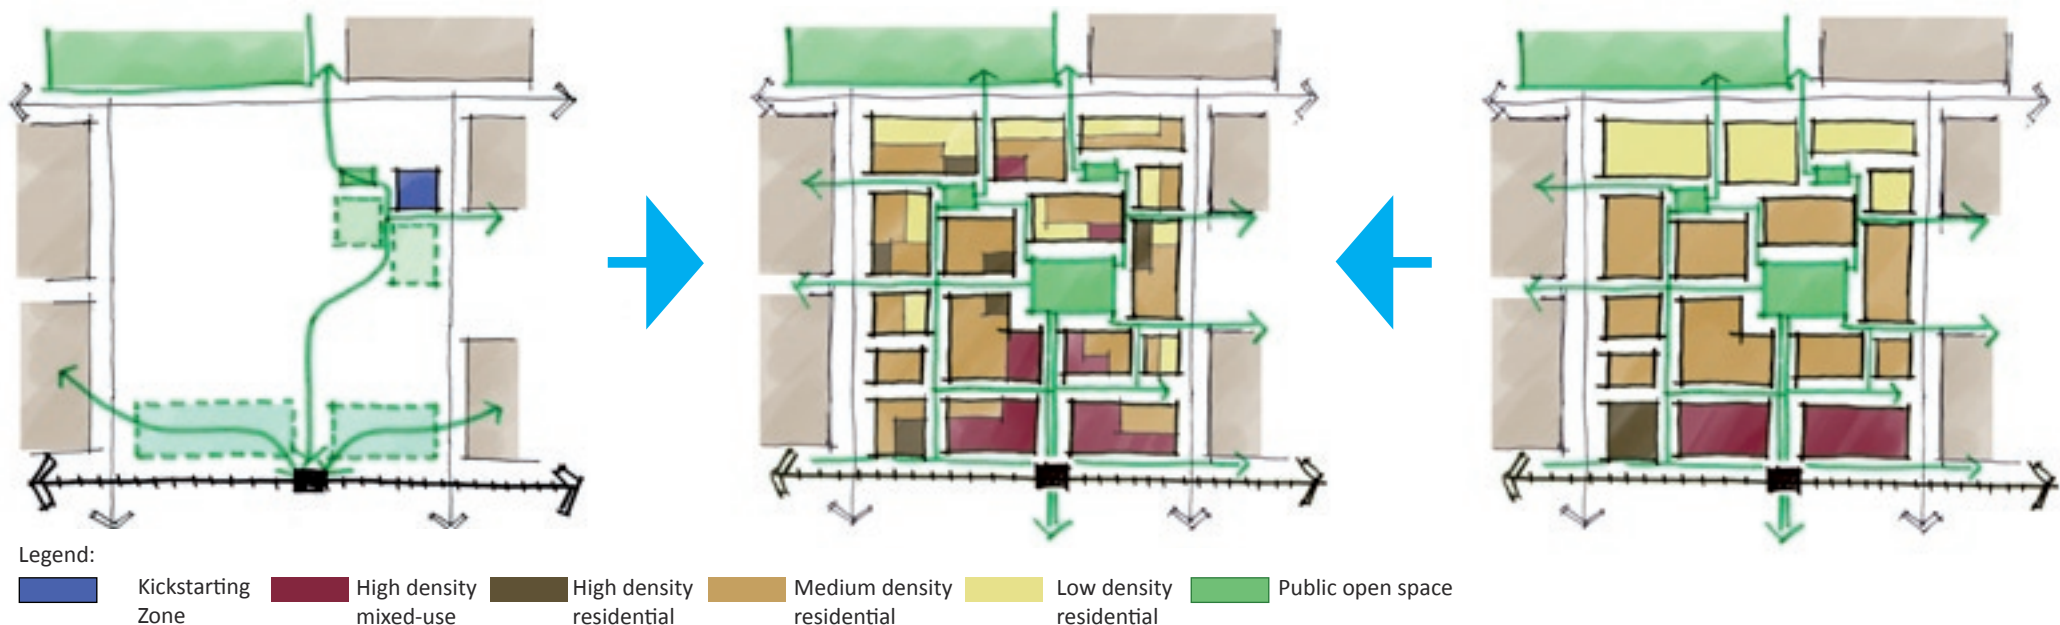 Legend:
Kickstarting
Zone
High density
mixed-use
High density
residential
Medium density
residential
Low density
residential
Public open space